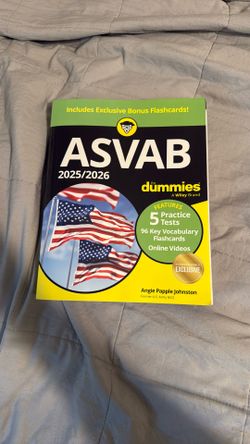 Includes Exclusive Bonus Flashcards!
ASVAB
2025/2026
dummies
A Wiley Brand
FEATURES
5 Practice
Tests
96 Key Vocabulary
Flashcards
Online Videos
EXCLUSIVE
Angie Papple Johnston